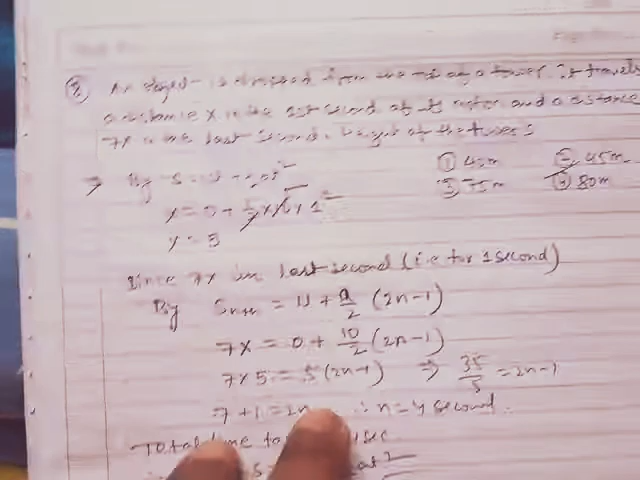 ⑧ An object is dropped from the top of a tower. It travels
a distance x in the 1st second of its motion and a distance
7x in the last second. height of the tower is
① 40m ② 45m
③ 75m ④ 80m
⇒ By S = ut + ½at²
x = 0 + ½ × 10 × 1²
x = 5
Since 7x in last second (i.e for 1 second)
By Snth = u + a/2 (2n-1)
7x = 0 + 10/2 (2n-1)
7×5 = 5 (2n-1) ⇒ 35/5 = 2n-1
7+1 = 2n ∴ n = 4 second.
Total time